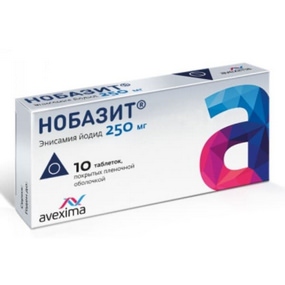 НОБАЗИТ®
Энисамия йодид 250 мг
10 таблеток,
покрытых пленочной
оболочкой
avexima